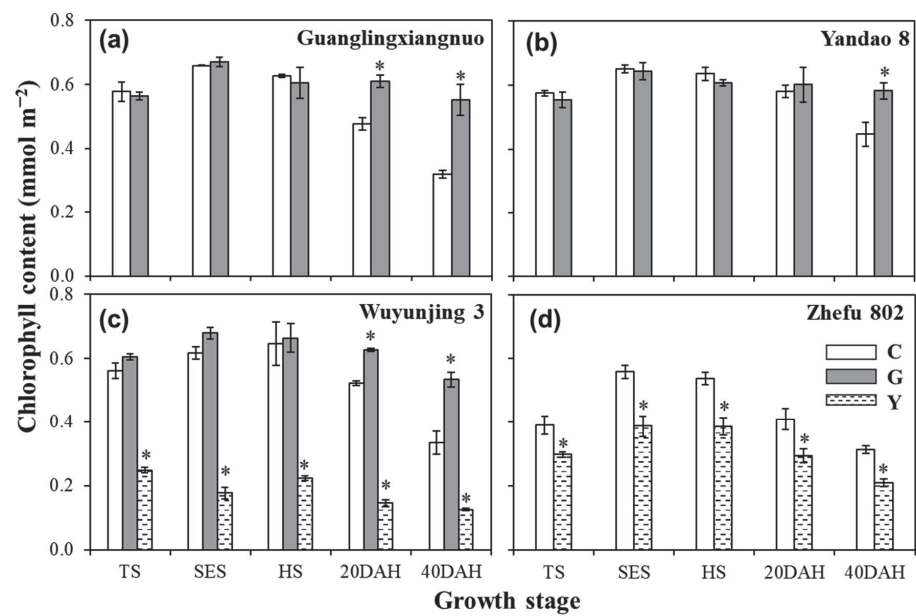 Chlorophyll content (mmol m⁻²)
0.8
0.6
0.4
0.2
0.0
(a)
Guanglingxiangnuo
*
*
(b)
Yandao 8
*
0.8
0.6
0.4
0.2
0.0
(c)
Wuyunjing 3
*
*
*
*
*
*
*
TS
SES
HS
20DAH
40DAH
(d)
Zhefu 802
C
G
Y
*
*
*
*
*
TS
SES
HS
20DAH
40DAH
Growth stage